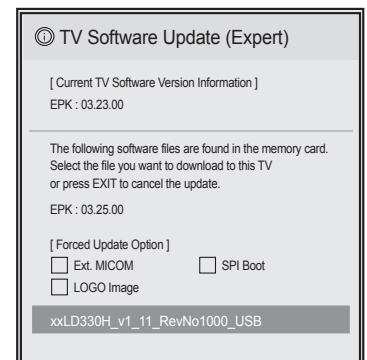 TV Software Update (Expert)
[ Current TV Software Version Information ]
EPK : 03.23.00
The following software files are found in the memory card.
Select the file you want to download to this TV
or press EXIT to cancel the update.
EPK : 03.25.00
[ Forced Update Option ]
Ext. MICOM SPI Boot
LOGO Image
xxLD330H_v1_11_RevNo1000_USB